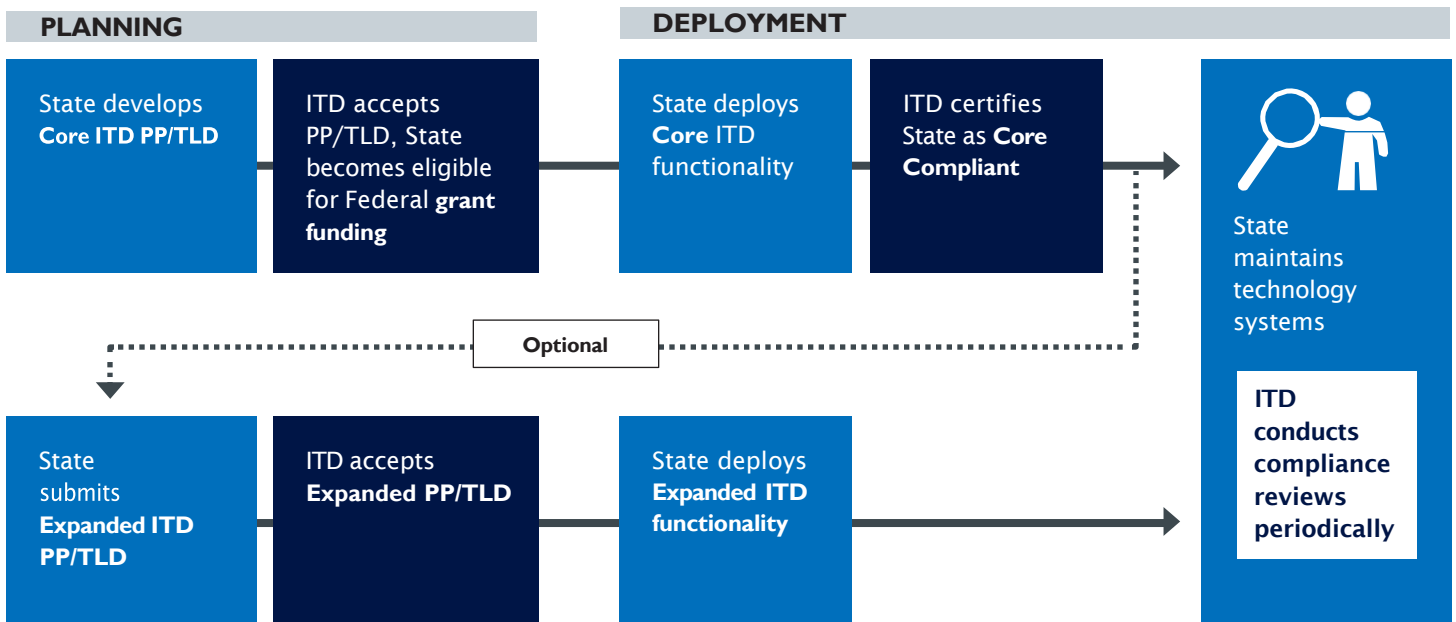 PLANNING
DEPLOYMENT
State develops
Core ITD PP/TLD
ITD accepts
PP/TLD, State
becomes eligible
for Federal grant
funding
State deploys
Core ITD
functionality
ITD certifies
State as Core
Compliant
State
maintains
technology
systems
ITD
conducts
compliance
reviews
periodically
Optional
State
submits
Expanded ITD
PP/TLD
ITD accepts
Expanded PP/TLD
State deploys
Expanded ITD
functionality